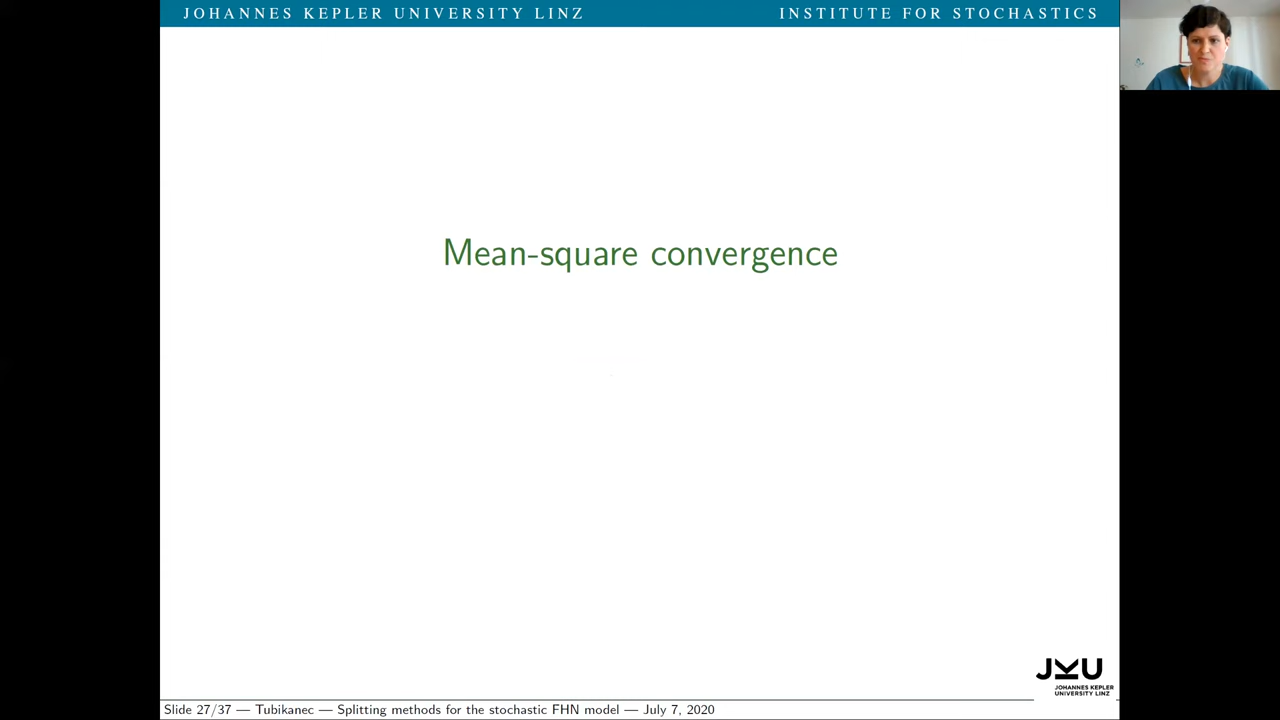 JOHANNES KEPLER UNIVERSITY LINZ INSTITUTE FOR STOCHASTICS
Mean-square convergence
JKU
JOHANNES KEPLER
UNIVERSITY LINZ
Slide 27/37 — Tubikanec — Splitting methods for the stochastic FHN model — July 7, 2020